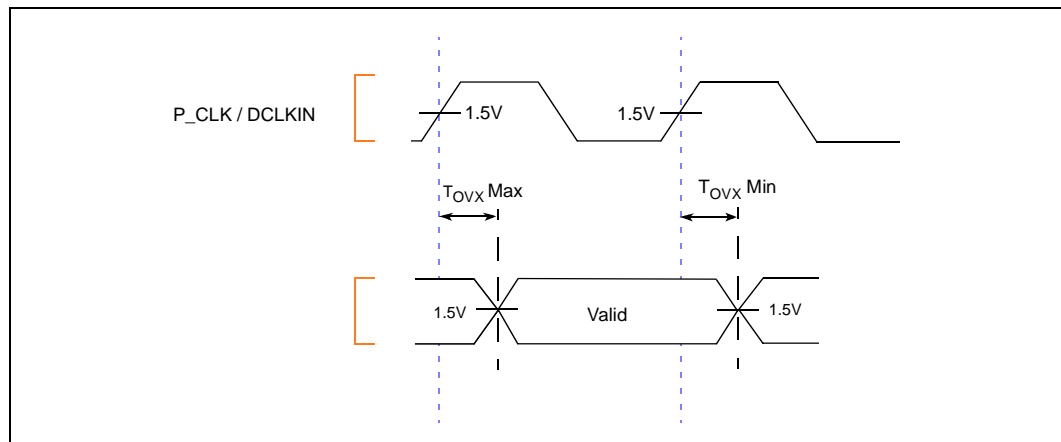 P_CLK / DCLKIN
1.5V
1.5V
TOVX Max
TOVX Min
1.5V
Valid
1.5V